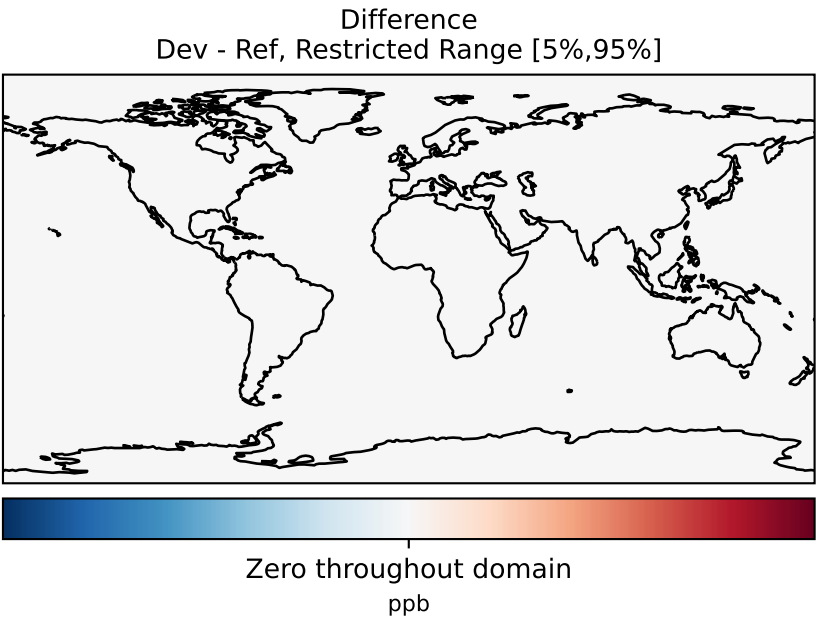 Difference
Dev - Ref, Restricted Range [5%,95%]
Zero throughout domain
ppb